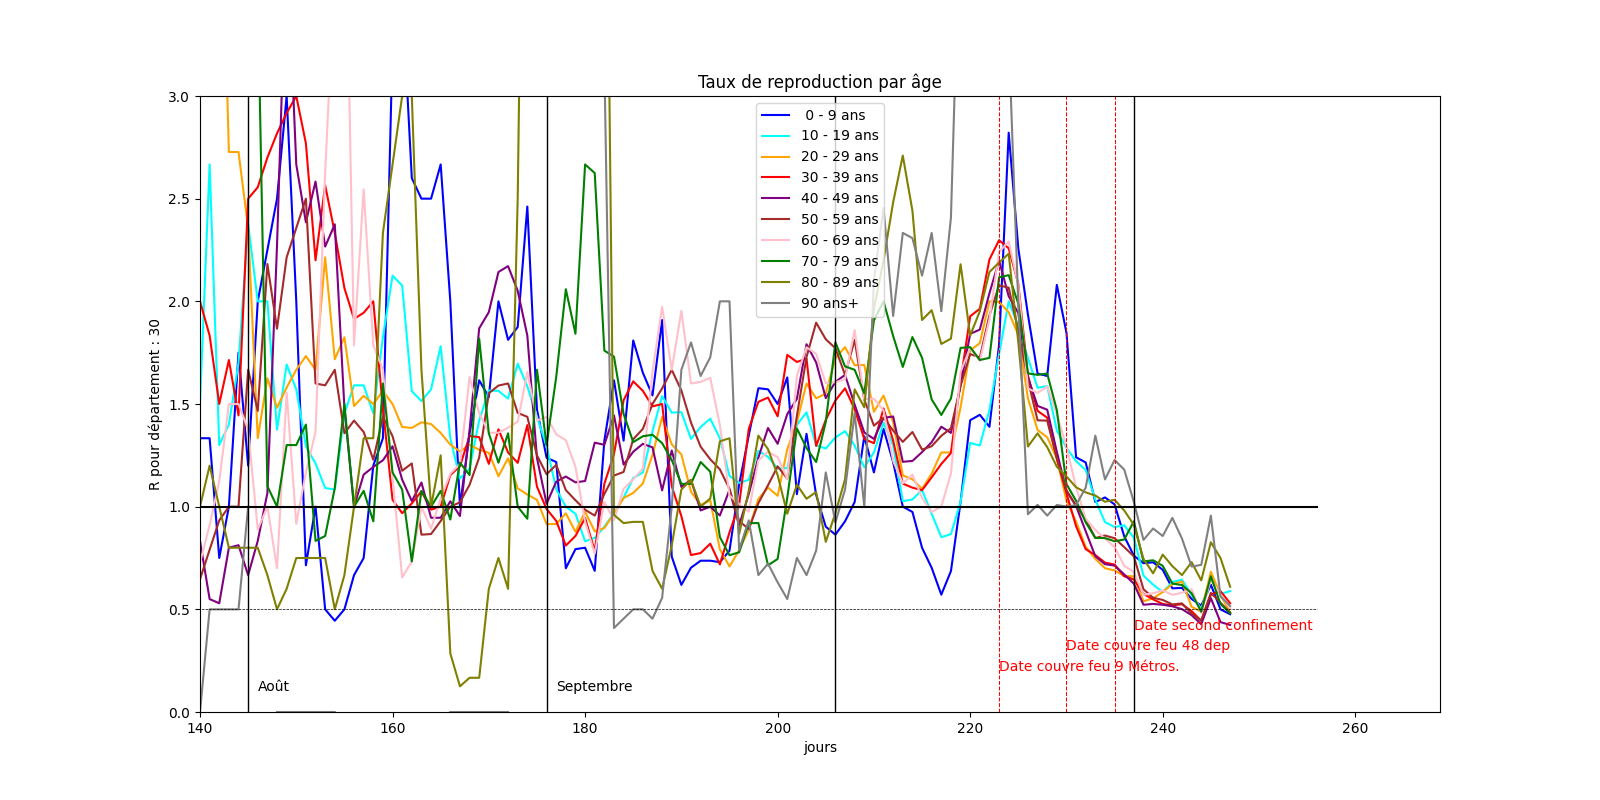 Taux de reproduction par âge
R pour département : 30
3.0
2.5
2.0
1.5
1.0
0.5
0.0
0 - 9 ans
10 - 19 ans
20 - 29 ans
30 - 39 ans
40 - 49 ans
50 - 59 ans
60 - 69 ans
70 - 79 ans
80 - 89 ans
90 ans+
Date second confinement
Date couvre feu 48 dep
Date couvre feu 9 Métros.
Août
Septembre
140
160
180
200
220
240
260
jours